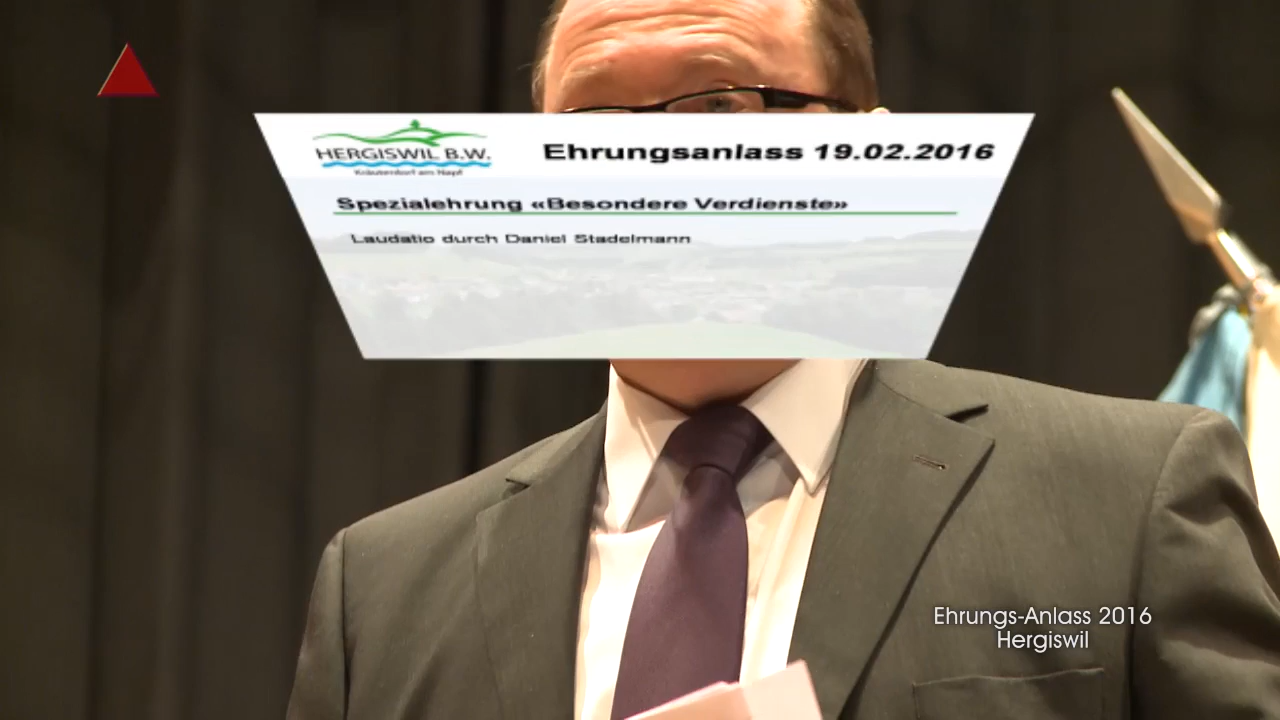 HERGISWIL B.W.
Kräuterdorf am Napf
Ehrungsanlass 19.02.2016
Spezialehrung «Besondere Verdienste»
Laudatio durch Daniel Stadelmann
Ehrungs-Anlass 2016
Hergiswil